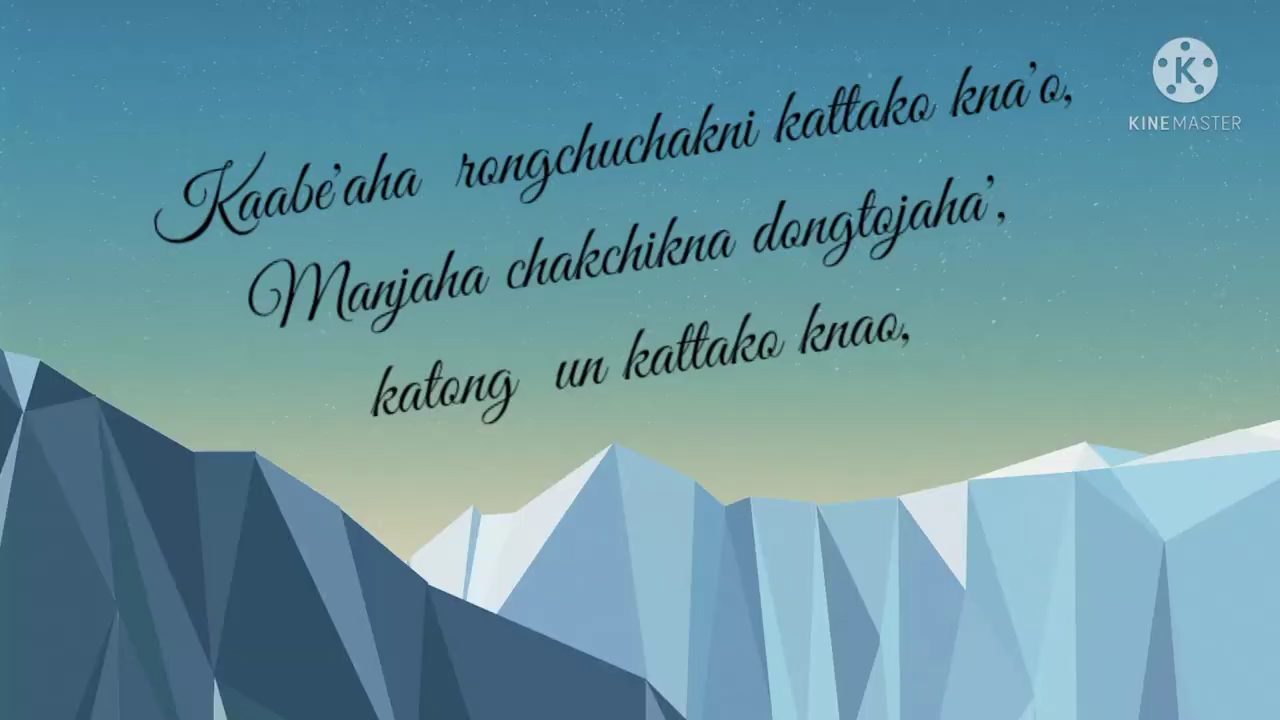 Kaabe'aha rongchuchakni kattako kna'o,
Manjaha chakchikna dongtojaha',
katong un kattako knao,
K
KINEMASTER